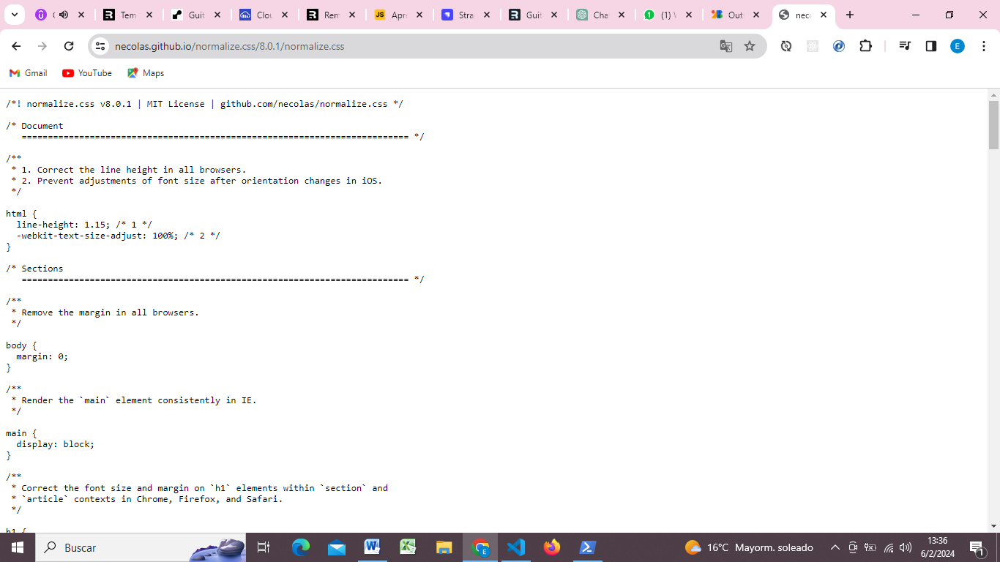 Tem
Guit
Clou
Rem
JS Apre
Stra
Guit
Cha
1 (1)
Out
neco
necolas.github.io/normalize.css/8.0.1/normalize.css
E
Gmail YouTube Maps
/*! normalize.css v8.0.1 | MIT License | github.com/necolas/normalize.css */
/* Document
========================================================================== */
/**
* 1. Correct the line height in all browsers.
* 2. Prevent adjustments of font size after orientation changes in iOS.
*/
html {
line-height: 1.15; /* 1 */
-webkit-text-size-adjust: 100%; /* 2 */
}
/* Sections
========================================================================== */
/**
* Remove the margin in all browsers.
*/
body {
margin: 0;
}
/**
* Render the `main` element consistently in IE.
*/
main {
display: block;
}
/**
* Correct the font size and margin on `h1` elements within `section` and
* `article` contexts in Chrome, Firefox, and Safari.
*/
h1 {
Buscar
16°C Mayorm. soleado
13:36
6/2/2024
1